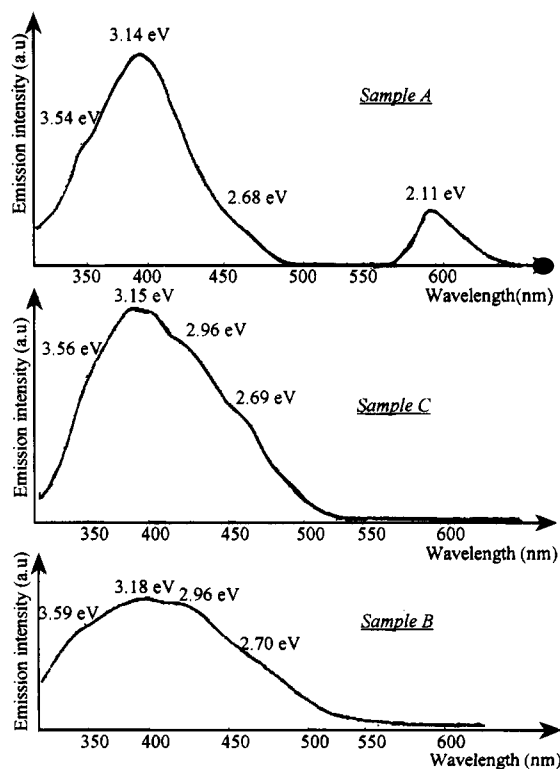 Emission intensity (a.u)
3.14 eV
3.54 eV
Sample A
2.68 eV
2.11 eV
350 400 450 500 550 600
Wavelength(nm)
Emission intensity (a.u)
3.15 eV
3.56 eV
2.96 eV
2.69 eV
Sample C
350 400 450 500 550 600
Wavelength (nm)
Emission intensity (a.u)
3.18 eV
2.96 eV
3.59 eV
2.70 eV
Sample B
350 400 450 500 550 600
Wavelength (nm)